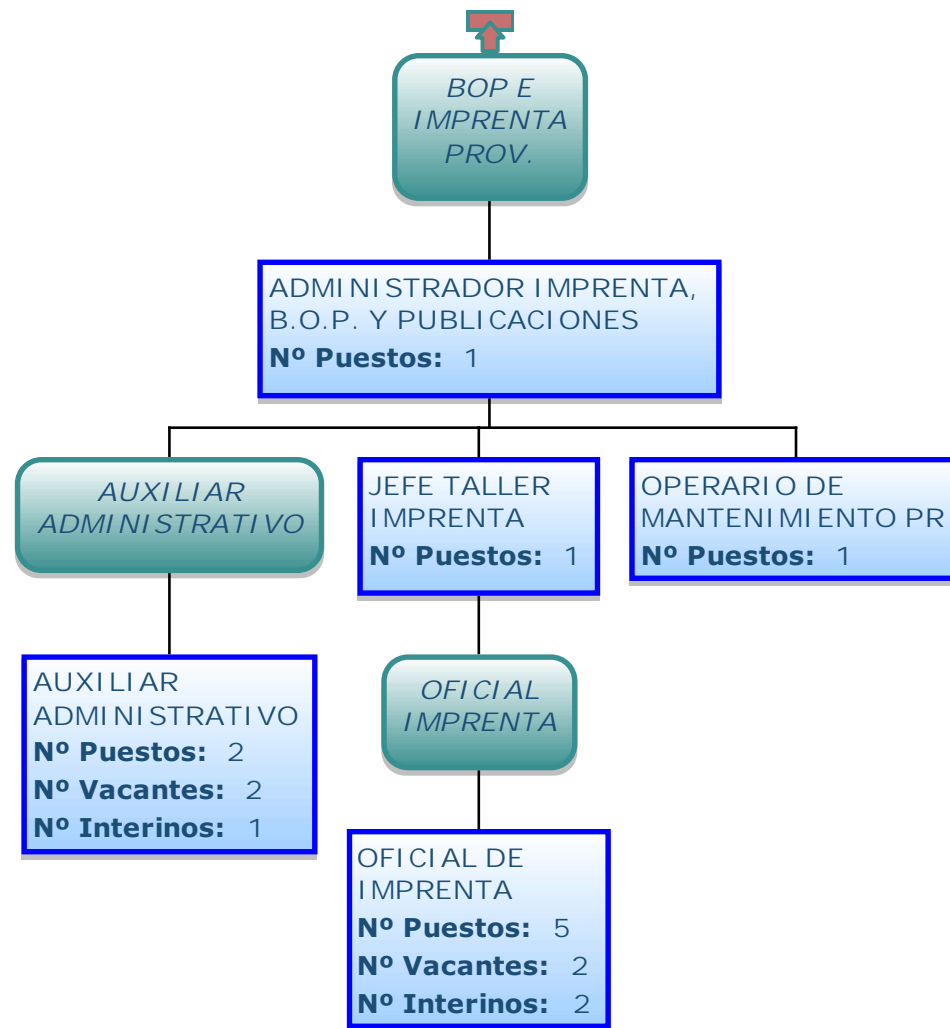 BOP E
IMPRENTA
PROV.
ADMINISTRADOR IMPRENTA,
B.O.P. Y PUBLICACIONES
Nº Puestos: 1
AUXILIAR
ADMINISTRATIVO
JEFE TALLER
IMPRENTA
Nº Puestos: 1
OPERARIO DE
MANTENIMIENTO PR
Nº Puestos: 1
AUXILIAR
ADMINISTRATIVO
Nº Puestos: 2
Nº Vacantes: 2
Nº Interinos: 1
OFICIAL
IMPRENTA
OFICIAL DE
IMPRENTA
Nº Puestos: 5
Nº Vacantes: 2
Nº Interinos: 2